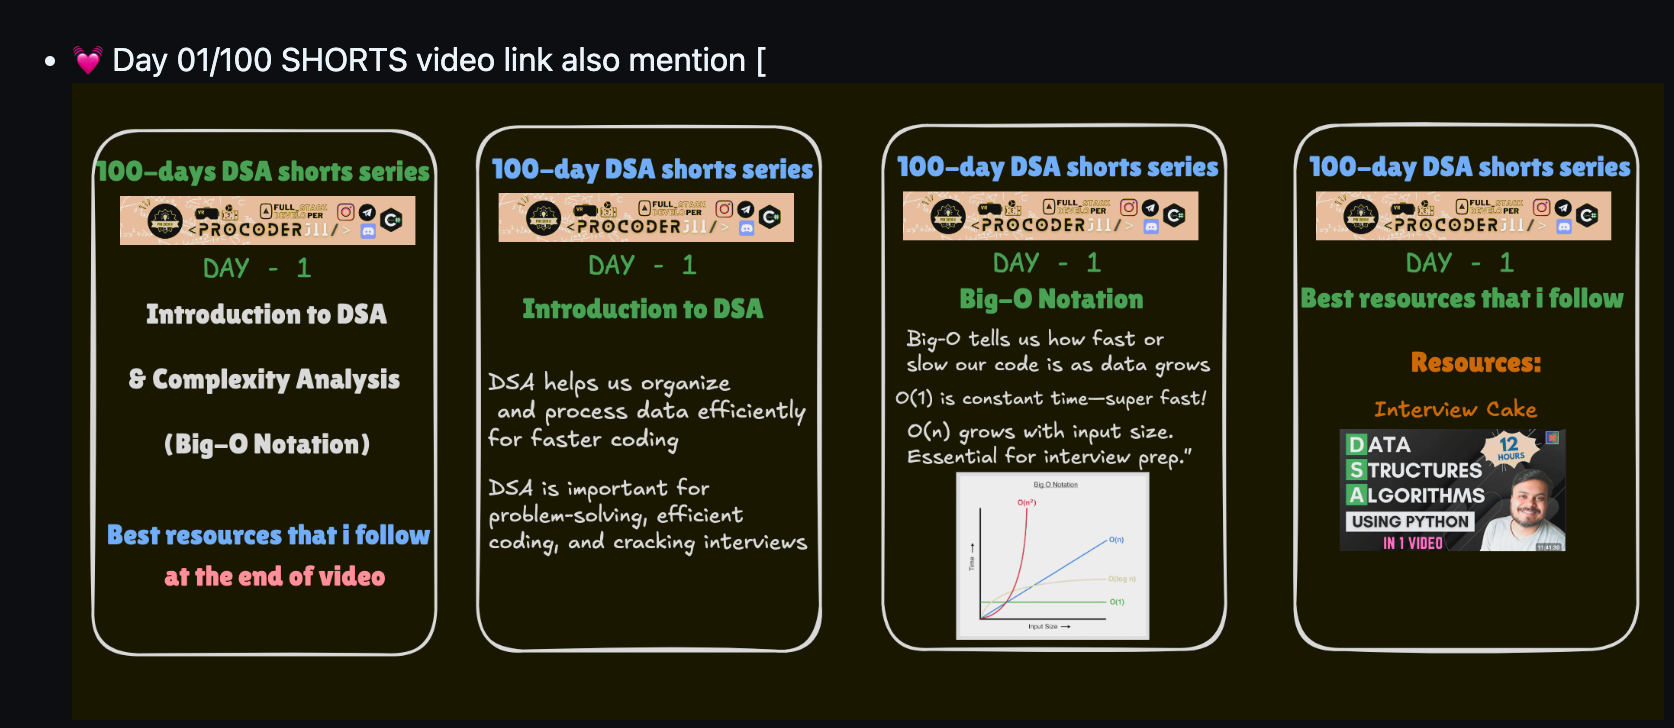 💓 Day 01/100 SHORTS video link also mention [
100-days DSA shorts series
FULL STACK
DEVELOPER
<PROCODERj11/>
DAY - 1
Introduction to DSA
& Complexity Analysis
(Big-O Notation)
Best resources that i follow
at the end of video
100-day DSA shorts series
FULL STACK
DEVELOPER
<PROCODERj11/>
DAY - 1
Introduction to DSA
DSA helps us organize
and process data efficiently
for faster coding
DSA is important for
problem-solving, efficient
coding, and cracking interviews
100-day DSA shorts series
FULL STACK
DEVELOPER
<PROCODERj11/>
DAY - 1
Big-O Notation
Big-O tells us how fast or
slow our code is as data grows
O(1) is constant time—super fast!
O(n) grows with input size.
Essential for interview prep."
Big O Notation
O(n²)
O(n)
O(log n)
O(1)
Time
Input Size
100-day DSA shorts series
FULL STACK
DEVELOPER
<PROCODERj11/>
DAY - 1
Best resources that i follow
Resources:
Interview Cake
DATA
STRUCTURES
ALGORITHMS
12
HOURS
USING PYTHON
IN 1 VIDEO
11:41:30